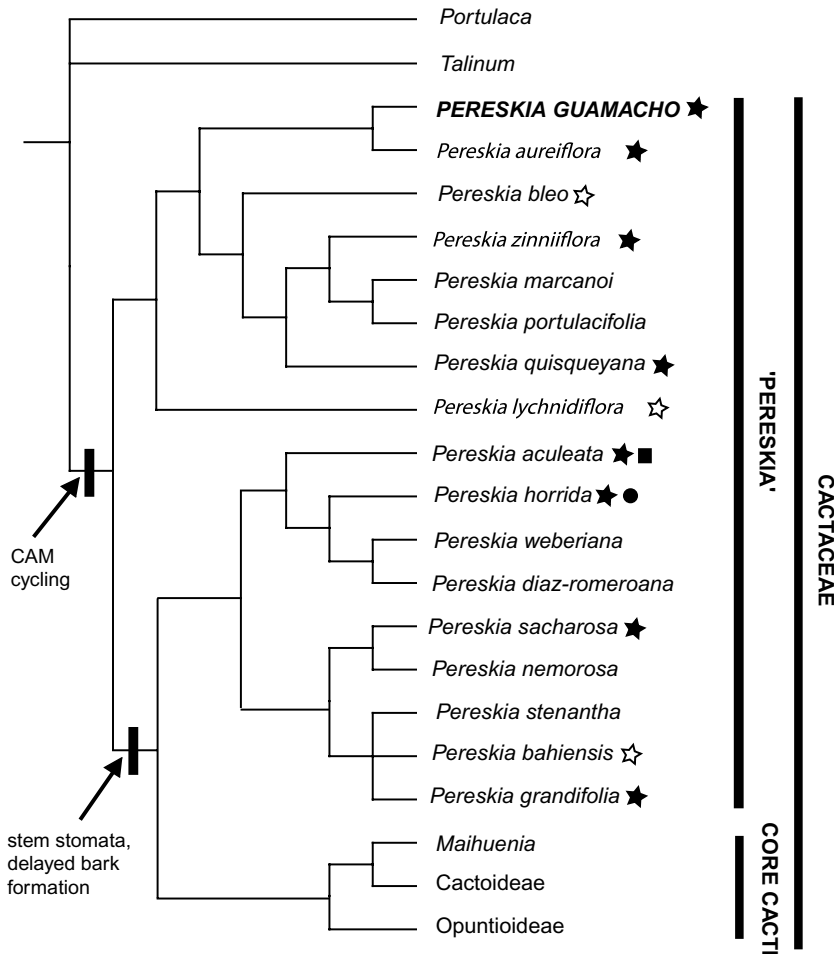 Portulaca
Talinum
PERESKIA GUAMACHO
Pereskia aureiflora
Pereskia bleo
Pereskia zinniiflora
Pereskia marcanoi
Pereskia portulacifolia
Pereskia quisqueyana
Pereskia lychnidiflora
Pereskia aculeata
Pereskia horrida
Pereskia weberiana
Pereskia diaz-romeroana
Pereskia sacharosa
Pereskia nemorosa
Pereskia stenantha
Pereskia bahiensis
Pereskia grandifolia
Maihuenia
Cactoideae
Opuntioideae
CAM
cycling
stem stomata,
delayed bark
formation
'PERESKIA'
CORE CACTI
CACTACEAE